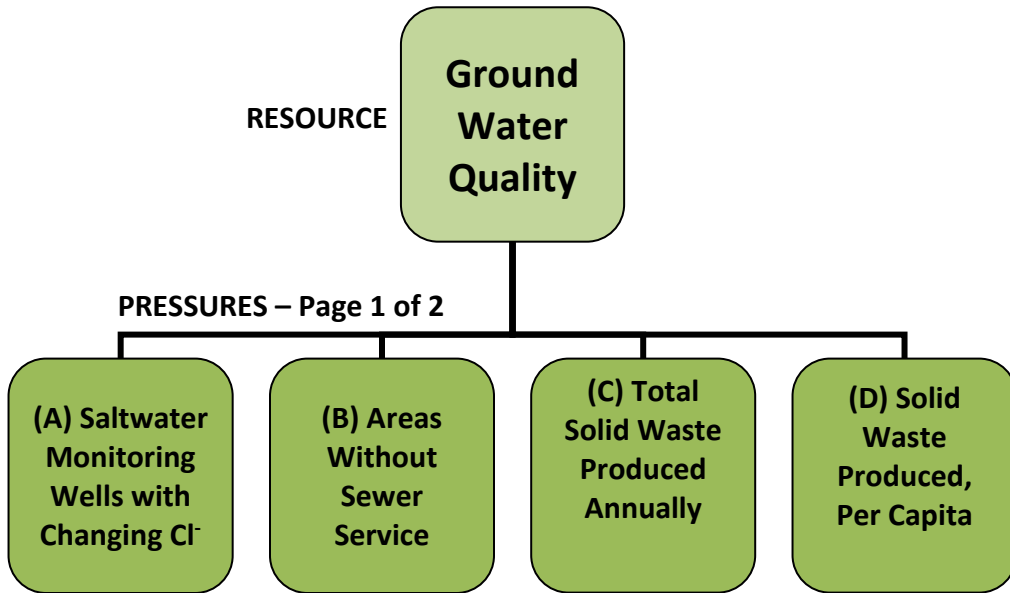 Ground
Water
Quality
RESOURCE
PRESSURES – Page 1 of 2
(A) Saltwater
Monitoring
Wells with
Changing Cl⁻
(B) Areas
Without
Sewer
Service
(C) Total
Solid Waste
Produced
Annually
(D) Solid
Waste
Produced,
Per Capita